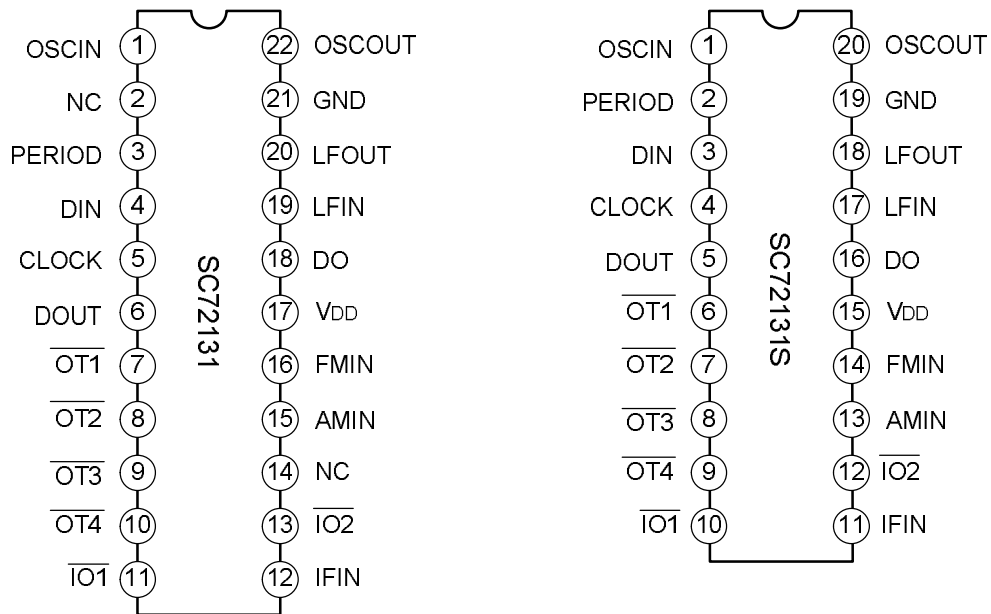 OSCIN 1 22 OSCOUT
NC 2 21 GND
PERIOD 3 20 LFOUT
DIN 4 19 LFIN
CLOCK 5 18 DO
DOUT 6 17 VDD
OT1 7 16 FMIN
OT2 8 15 AMIN
OT3 9 14 NC
OT4 10 13 IO2
IO1 11 12 IFIN
SC72131
OSCIN 1 20 OSCOUT
PERIOD 2 19 GND
DIN 3 18 LFOUT
CLOCK 4 17 LFIN
DOUT 5 16 DO
OT1 6 15 VDD
OT2 7 14 FMIN
OT3 8 13 AMIN
OT4 9 12 IO2
IO1 10 11 IFIN
SC72131S